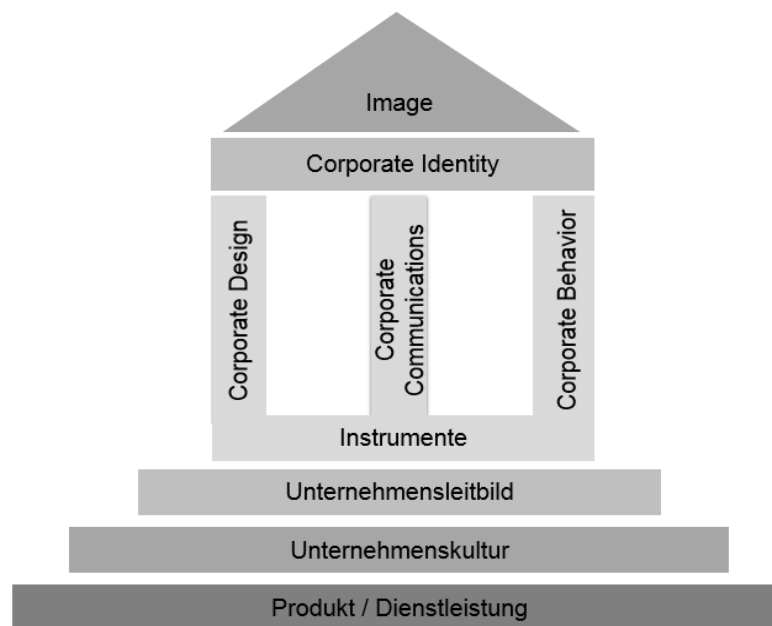 Image
Corporate Identity
Corporate Design
Corporate
Communications
Corporate Behavior
Instrumente
Unternehmensleitbild
Unternehmenskultur
Produkt / Dienstleistung